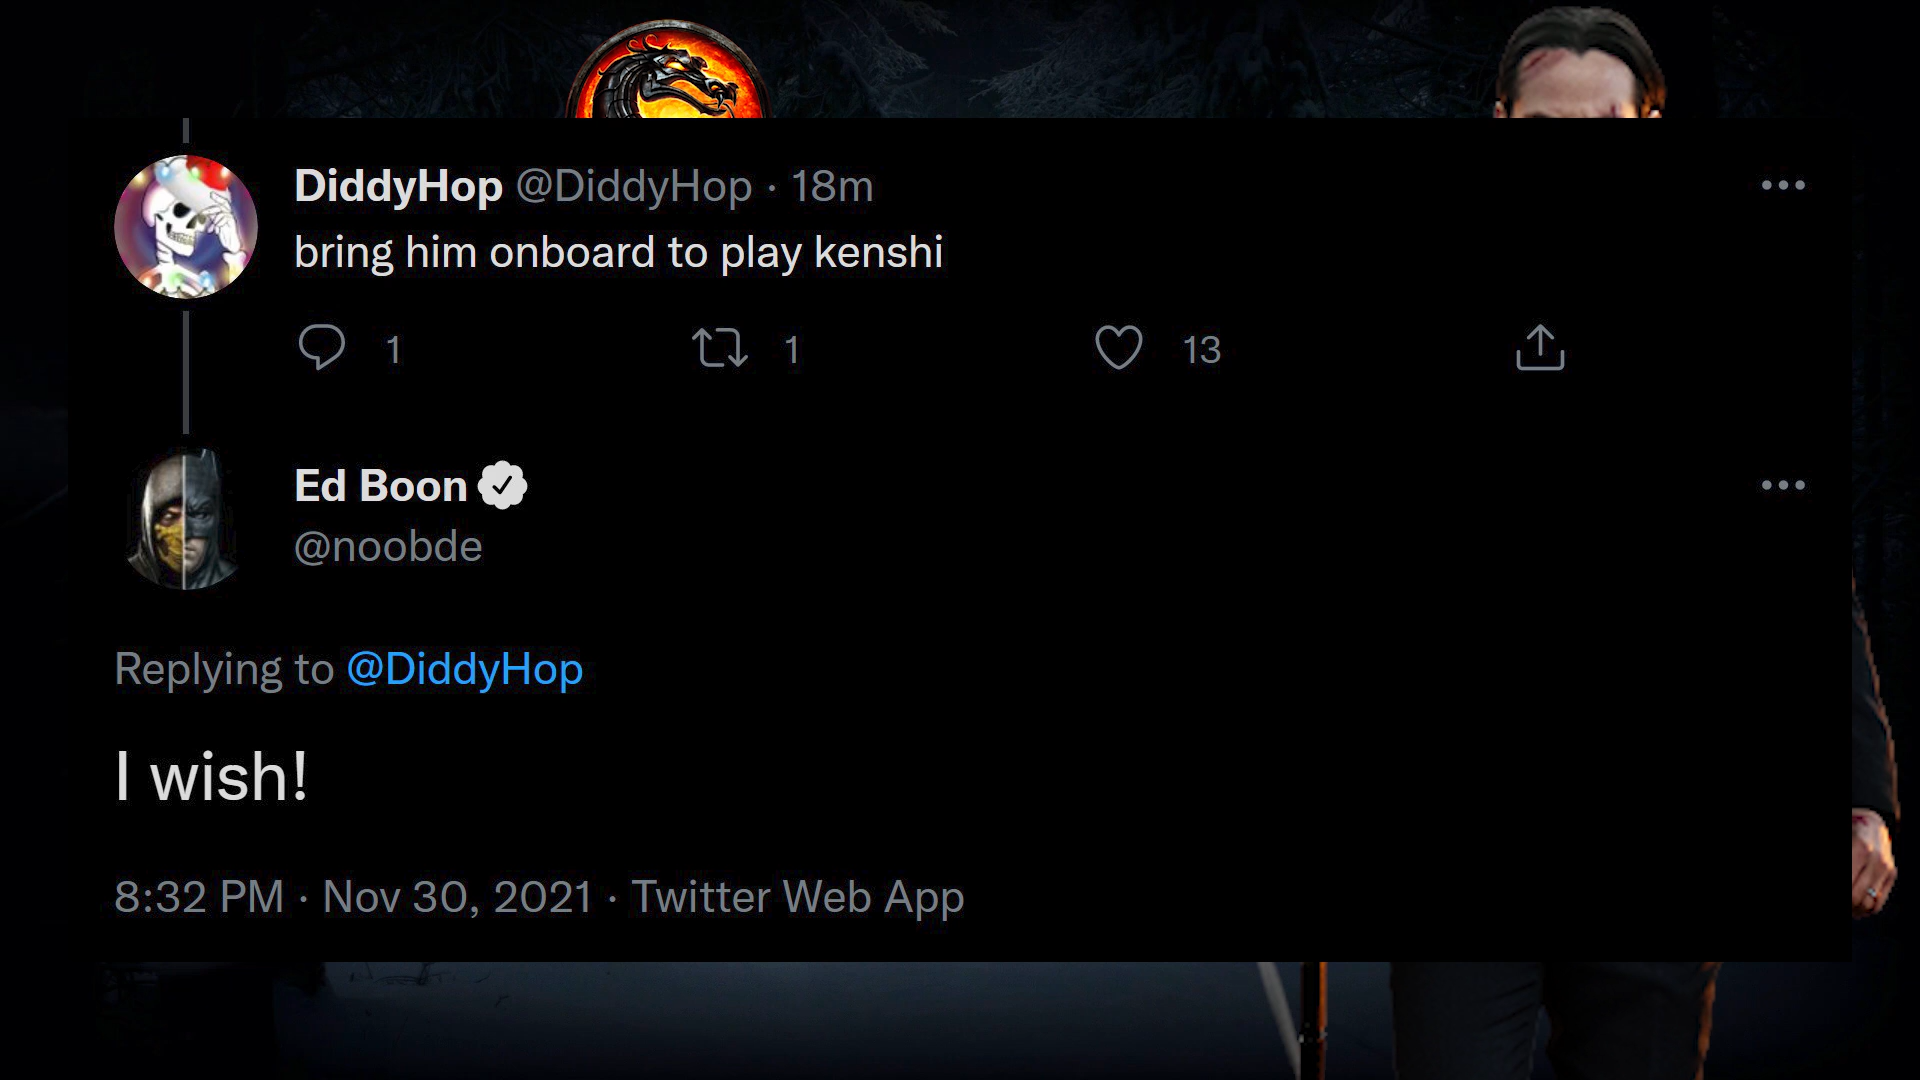 DiddyHop @DiddyHop · 18m
bring him onboard to play kenshi
1 1 13
Ed Boon
@noobde
Replying to @DiddyHop
I wish!
8:32 PM · Nov 30, 2021 · Twitter Web App